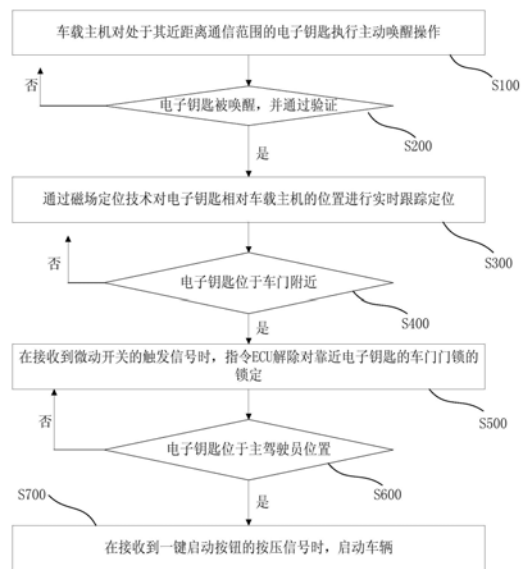 车载主机对处于其近距离通信范围的电子钥匙执行主动唤醒操作
S100
否
电子钥匙被唤醒，并通过验证
S200
是
通过磁场定位技术对电子钥匙相对车载主机的位置进行实时跟踪定位
S300
否
电子钥匙位于车门附近
S400
是
在接收到微动开关的触发信号时，指令ECU解除对靠近电子钥匙的车门门锁的
锁定
S500
否
电子钥匙位于主驾驶员位置
S600
S700
是
在接收到一键启动按钮的按压信号时，启动车辆